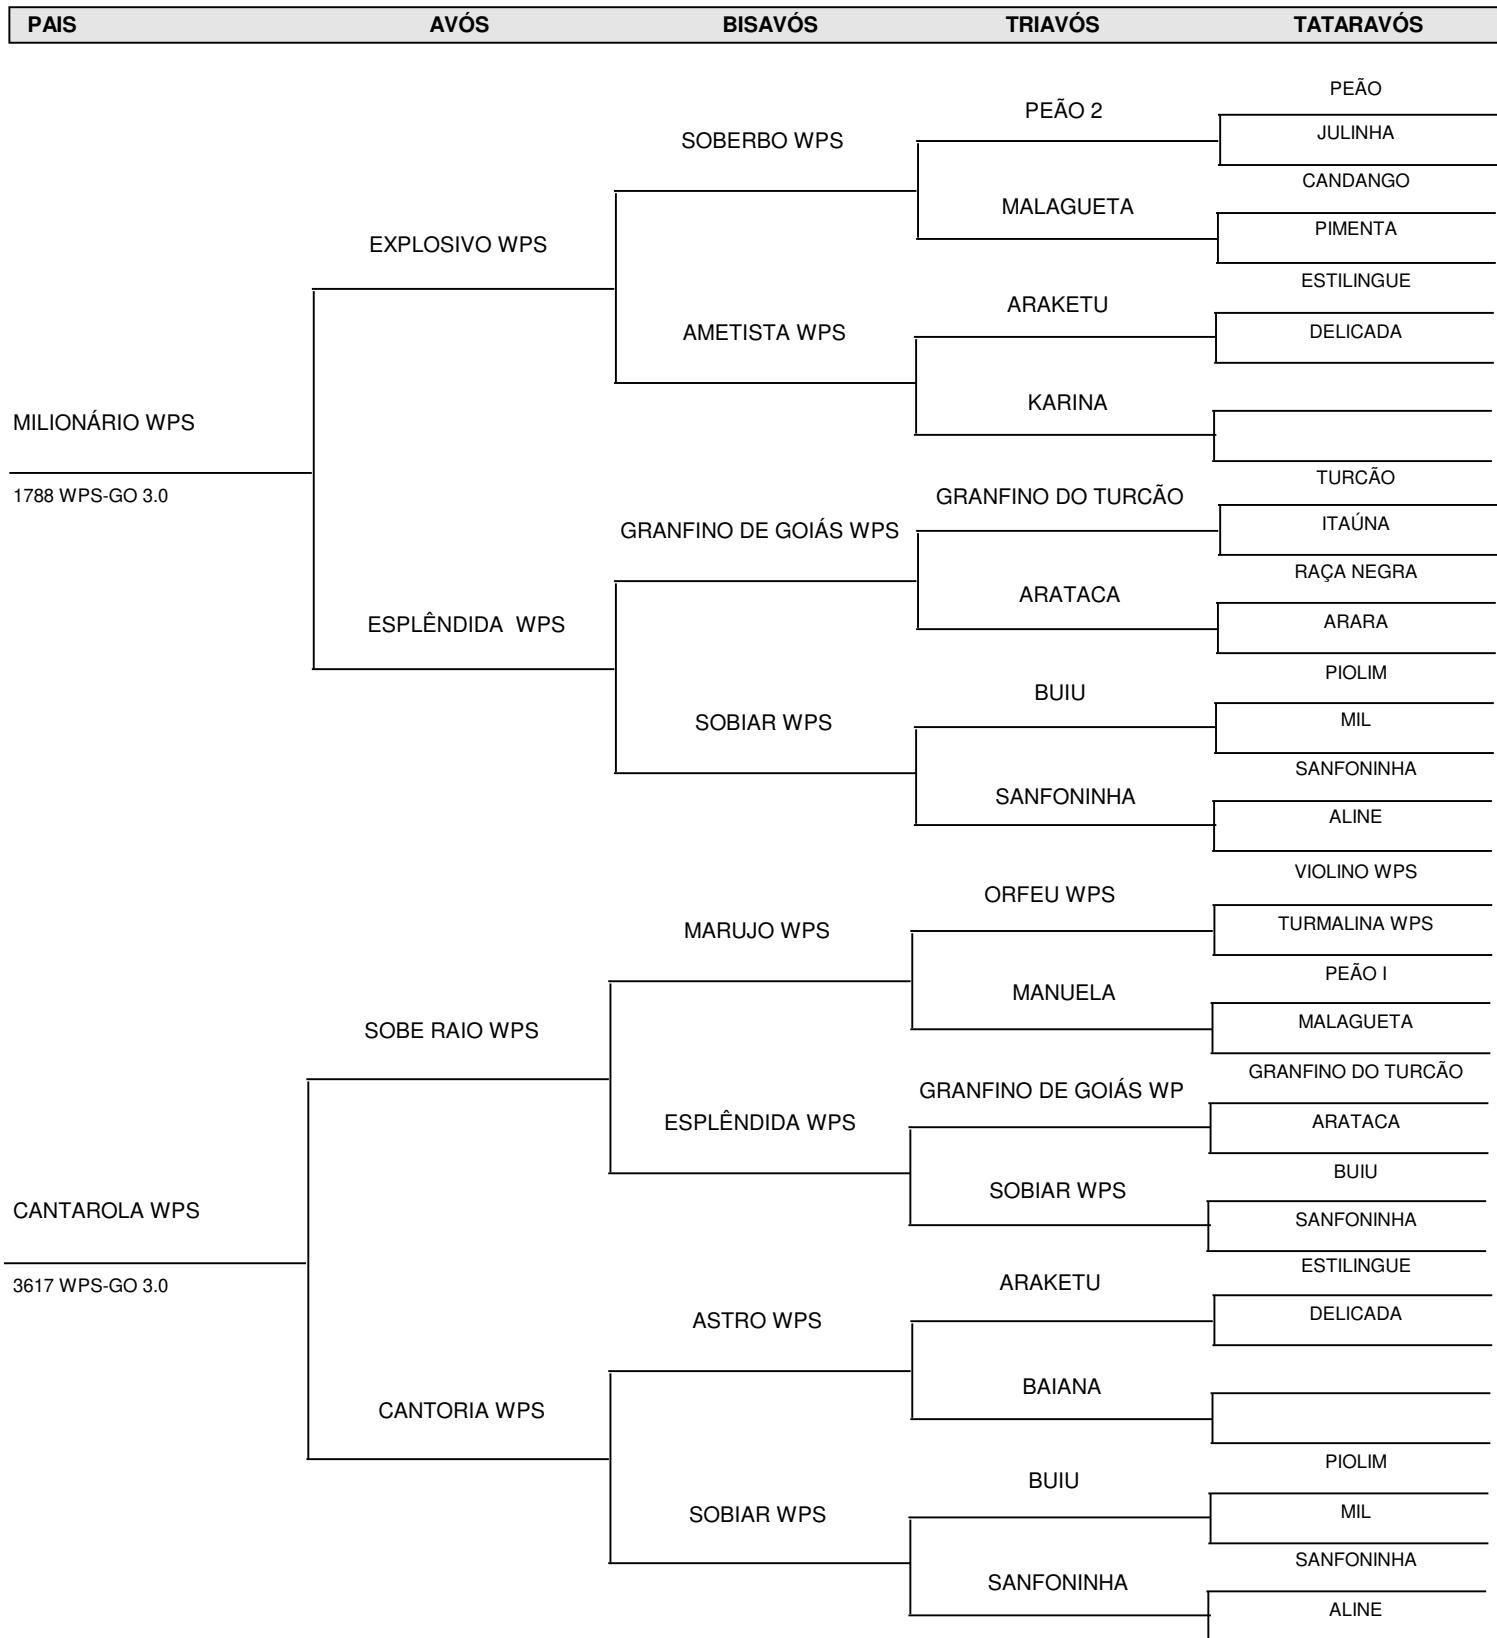 PAIS AVÓS BISAVÓS TRIAVÓS TATARAVÓS
PEÃO
PEÃO 2
JULINHA
SOBERBO WPS
CANDANGO
MALAGUETA
PIMENTA
EXPLOSIVO WPS
ESTILINGUE
ARAKETU
DELICADA
AMETISTA WPS
KARINA
MILIONÁRIO WPS
TURCÃO
1788 WPS-GO 3.0
GRANFINO DO TURCÃO
ITAÚNA
GRANFINO DE GOIÁS WPS
RAÇA NEGRA
ARATACA
ARARA
ESPLÊNDIDA  WPS
PIOLIM
BUIU
MIL
SOBIAR WPS
SANFONINHA
SANFONINHA
ALINE
VIOLINO WPS
ORFEU WPS
TURMALINA WPS
MARUJO WPS
PEÃO I
MANUELA
MALAGUETA
SOBE RAIO WPS
GRANFINO DO TURCÃO
GRANFINO DE GOIÁS WP
ARATACA
ESPLÊNDIDA WPS
BUIU
SOBIAR WPS
CANTAROLA WPS
SANFONINHA
ESTILINGUE
3617 WPS-GO 3.0
ARAKETU
DELICADA
ASTRO WPS
BAIANA
CANTORIA WPS
PIOLIM
BUIU
MIL
SOBIAR WPS
SANFONINHA
SANFONINHA
ALINE